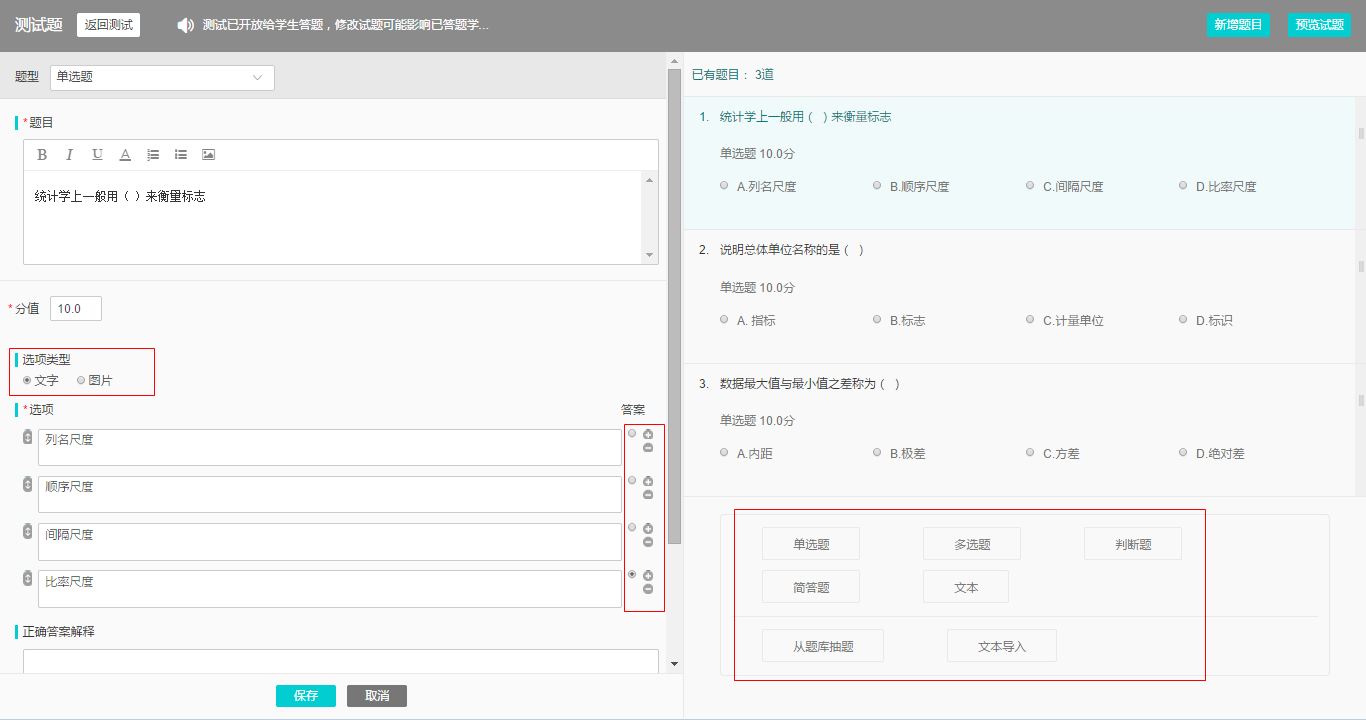 测试题 返回测试 测试已开放给学生答题，修改试题可能影响已答题学... 新增题目 预览试题
题型 单选题
*题目
B I U A
统计学上一般用（ ）来衡量标志
*分值 10.0
选项类型
文字 图片
*选项 答案
列名尺度
顺序尺度
间隔尺度
比率尺度
正确答案解释
保存 取消
已有题目： 3道
1. 统计学上一般用（ ）来衡量标志
单选题 10.0分
A.列名尺度 B.顺序尺度 C.间隔尺度 D.比率尺度
2. 说明总体单位名称的是（ ）
单选题 10.0分
A. 指标 B.标志 C.计量单位 D.标识
3. 数据最大值与最小值之差称为（ ）
单选题 10.0分
A.内距 B.极差 C.方差 D.绝对差
单选题 多选题 判断题
简答题 文本
从题库抽题 文本导入